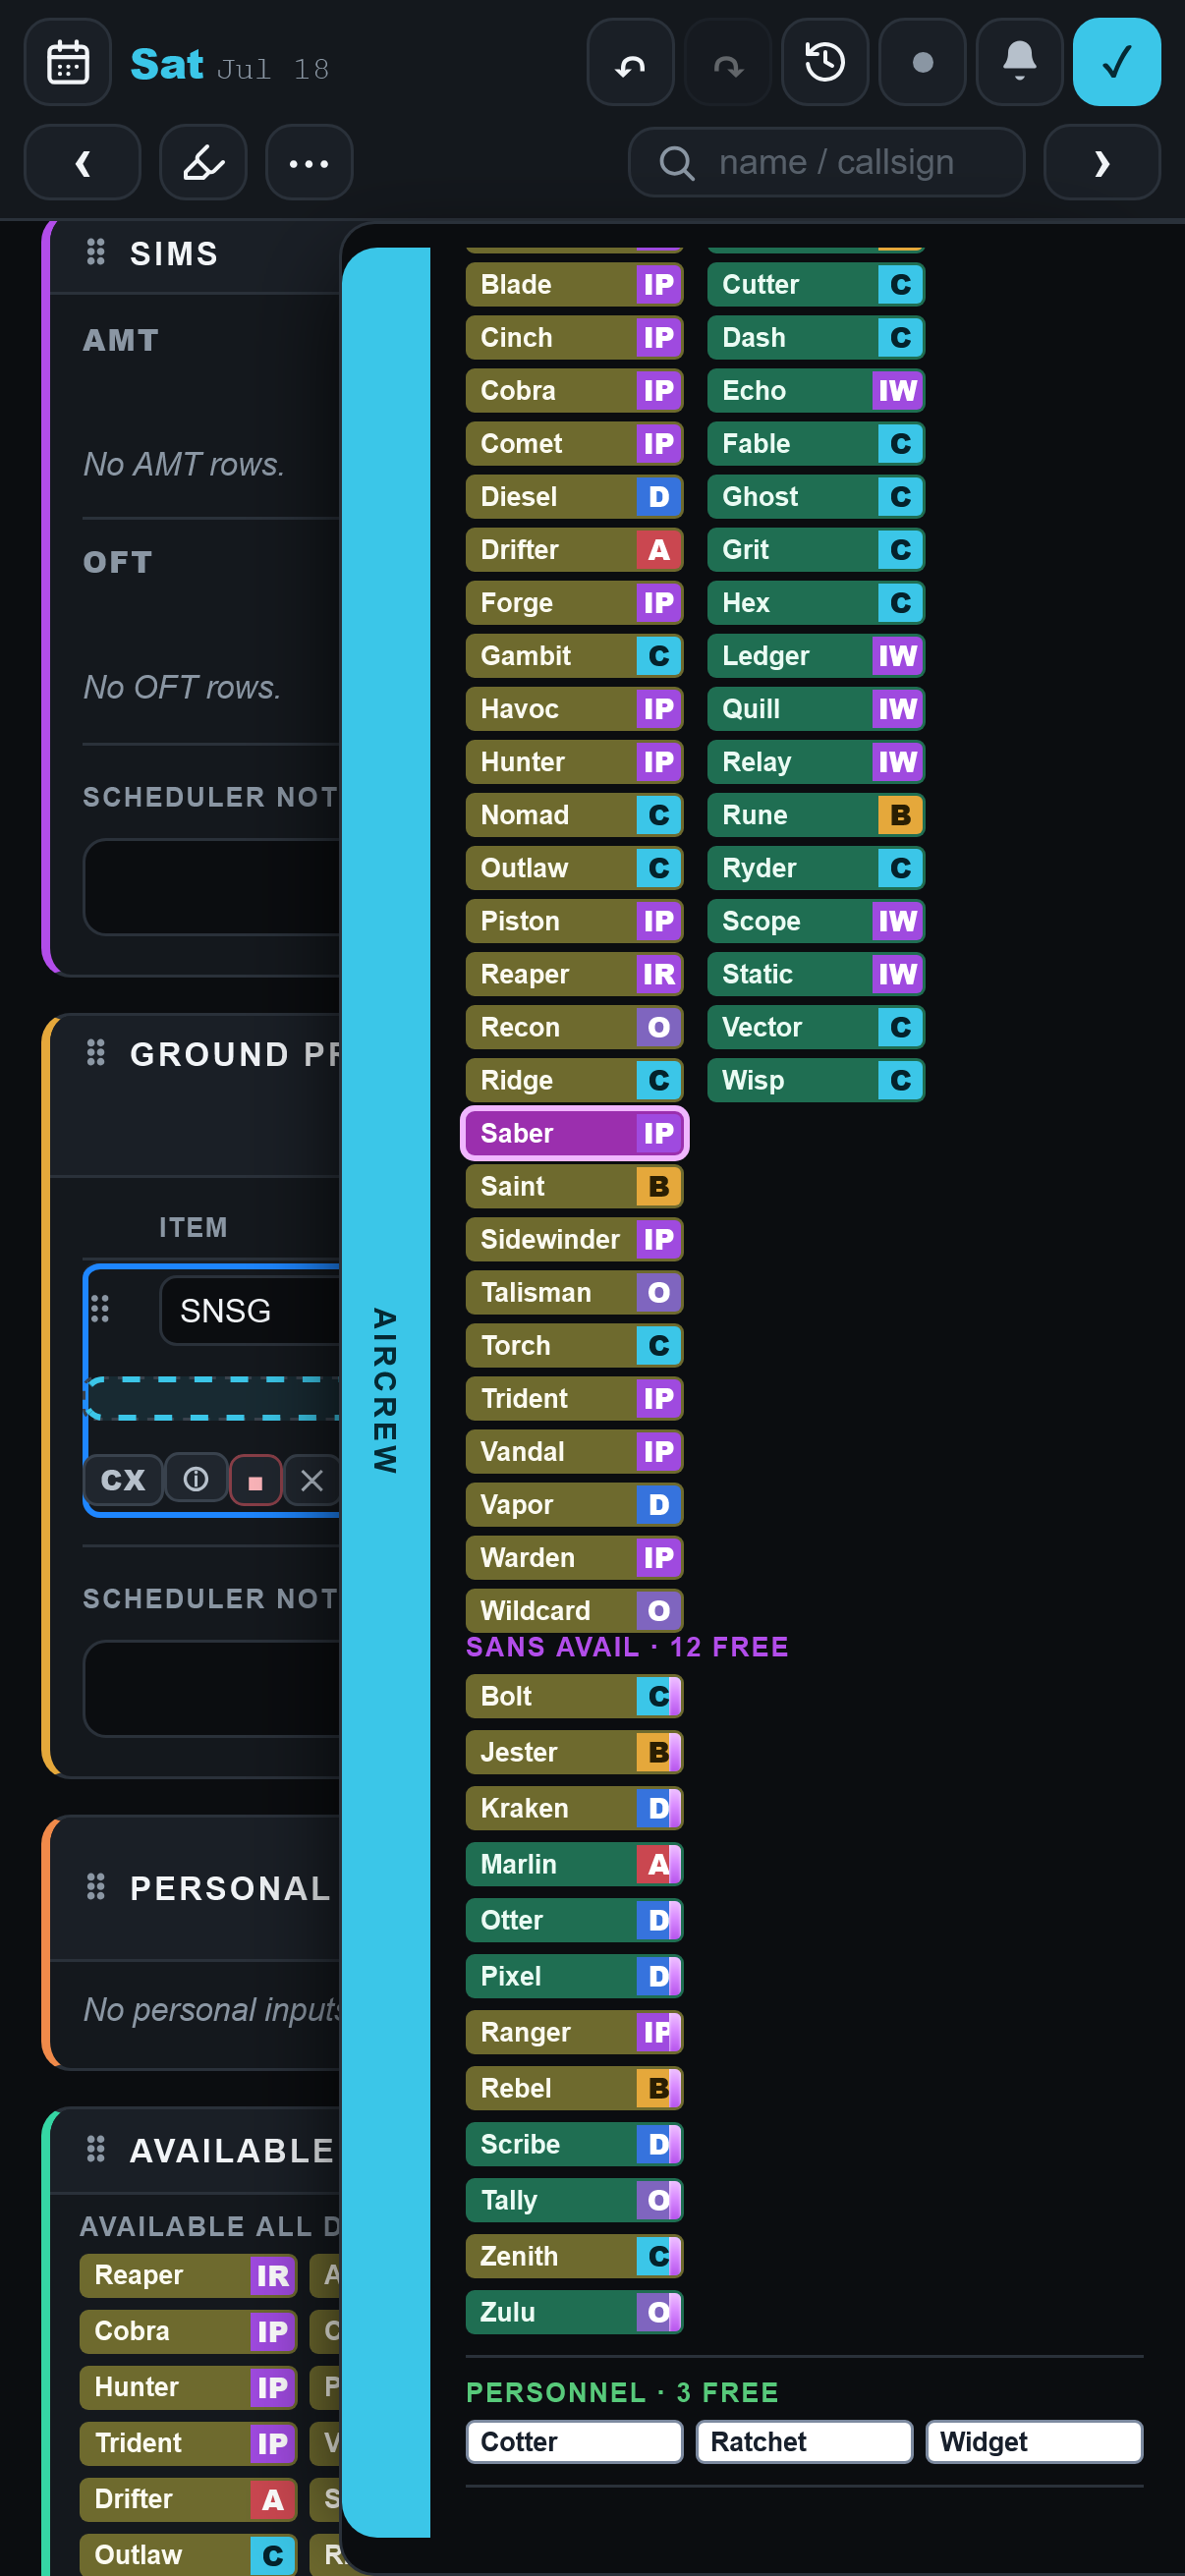 Sat Jul 18
name / callsign
SIMS
AMT
No AMT rows.
OFT
No OFT rows.
SCHEDULER NOT
GROUND PR
ITEM
SNSG
CX
SCHEDULER NOT
PERSONAL
No personal inputs
AVAILABLE
AVAILABLE ALL D
Reaper IR A
Cobra IP C
Hunter IP P
Trident IP V
Drifter A S
Outlaw C R
AIRCREW
Blade IP Cutter C
Cinch IP Dash C
Cobra IP Echo IW
Comet IP Fable C
Diesel D Ghost C
Drifter A Grit C
Forge IP Hex C
Gambit C Ledger IW
Havoc IP Quill IW
Hunter IP Relay IW
Nomad C Rune B
Outlaw C Ryder C
Piston IP Scope IW
Reaper IR Static IW
Recon O Vector C
Ridge C Wisp C
Saber IP
Saint B
Sidewinder IP
Talisman O
Torch C
Trident IP
Vandal IP
Vapor D
Warden IP
Wildcard O
SANS AVAIL · 12 FREE
Bolt C
Jester B
Kraken D
Marlin A
Otter D
Pixel D
Ranger IP
Rebel B
Scribe D
Tally O
Zenith C
Zulu O
PERSONNEL · 3 FREE
Cotter Ratchet Widget